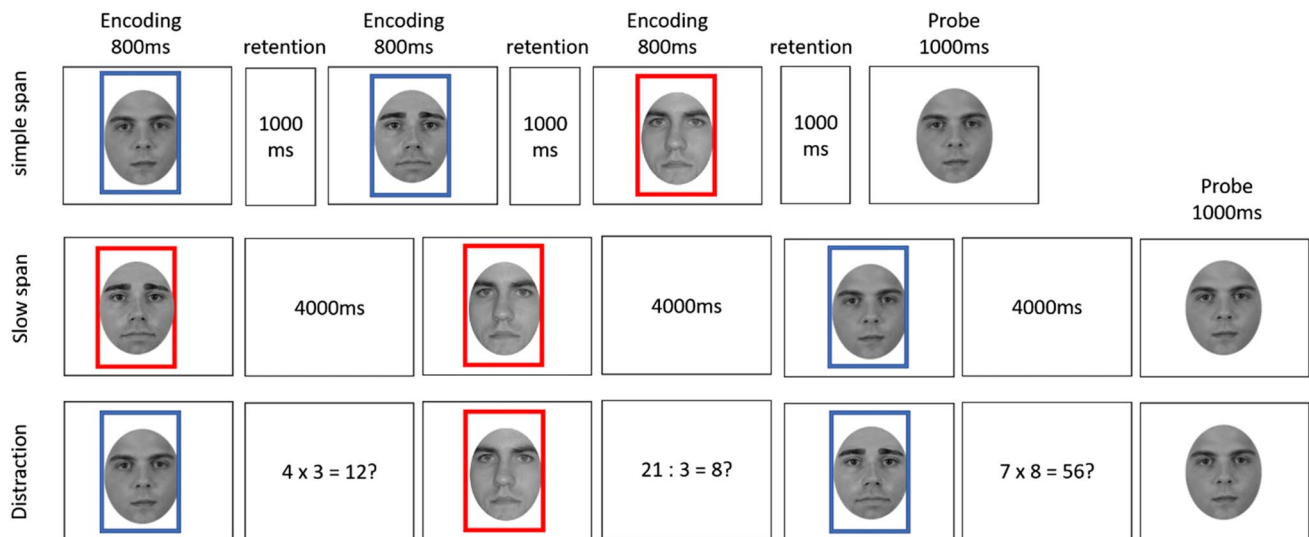 Encoding
800ms
retention
Encoding
800ms
retention
Encoding
800ms
retention
Probe
1000ms
simple span
1000
ms
1000
ms
1000
ms
Probe
1000ms
Slow span
4000ms
4000ms
4000ms
Distraction
4 x 3 = 12?
21 : 3 = 8?
7 x 8 = 56?